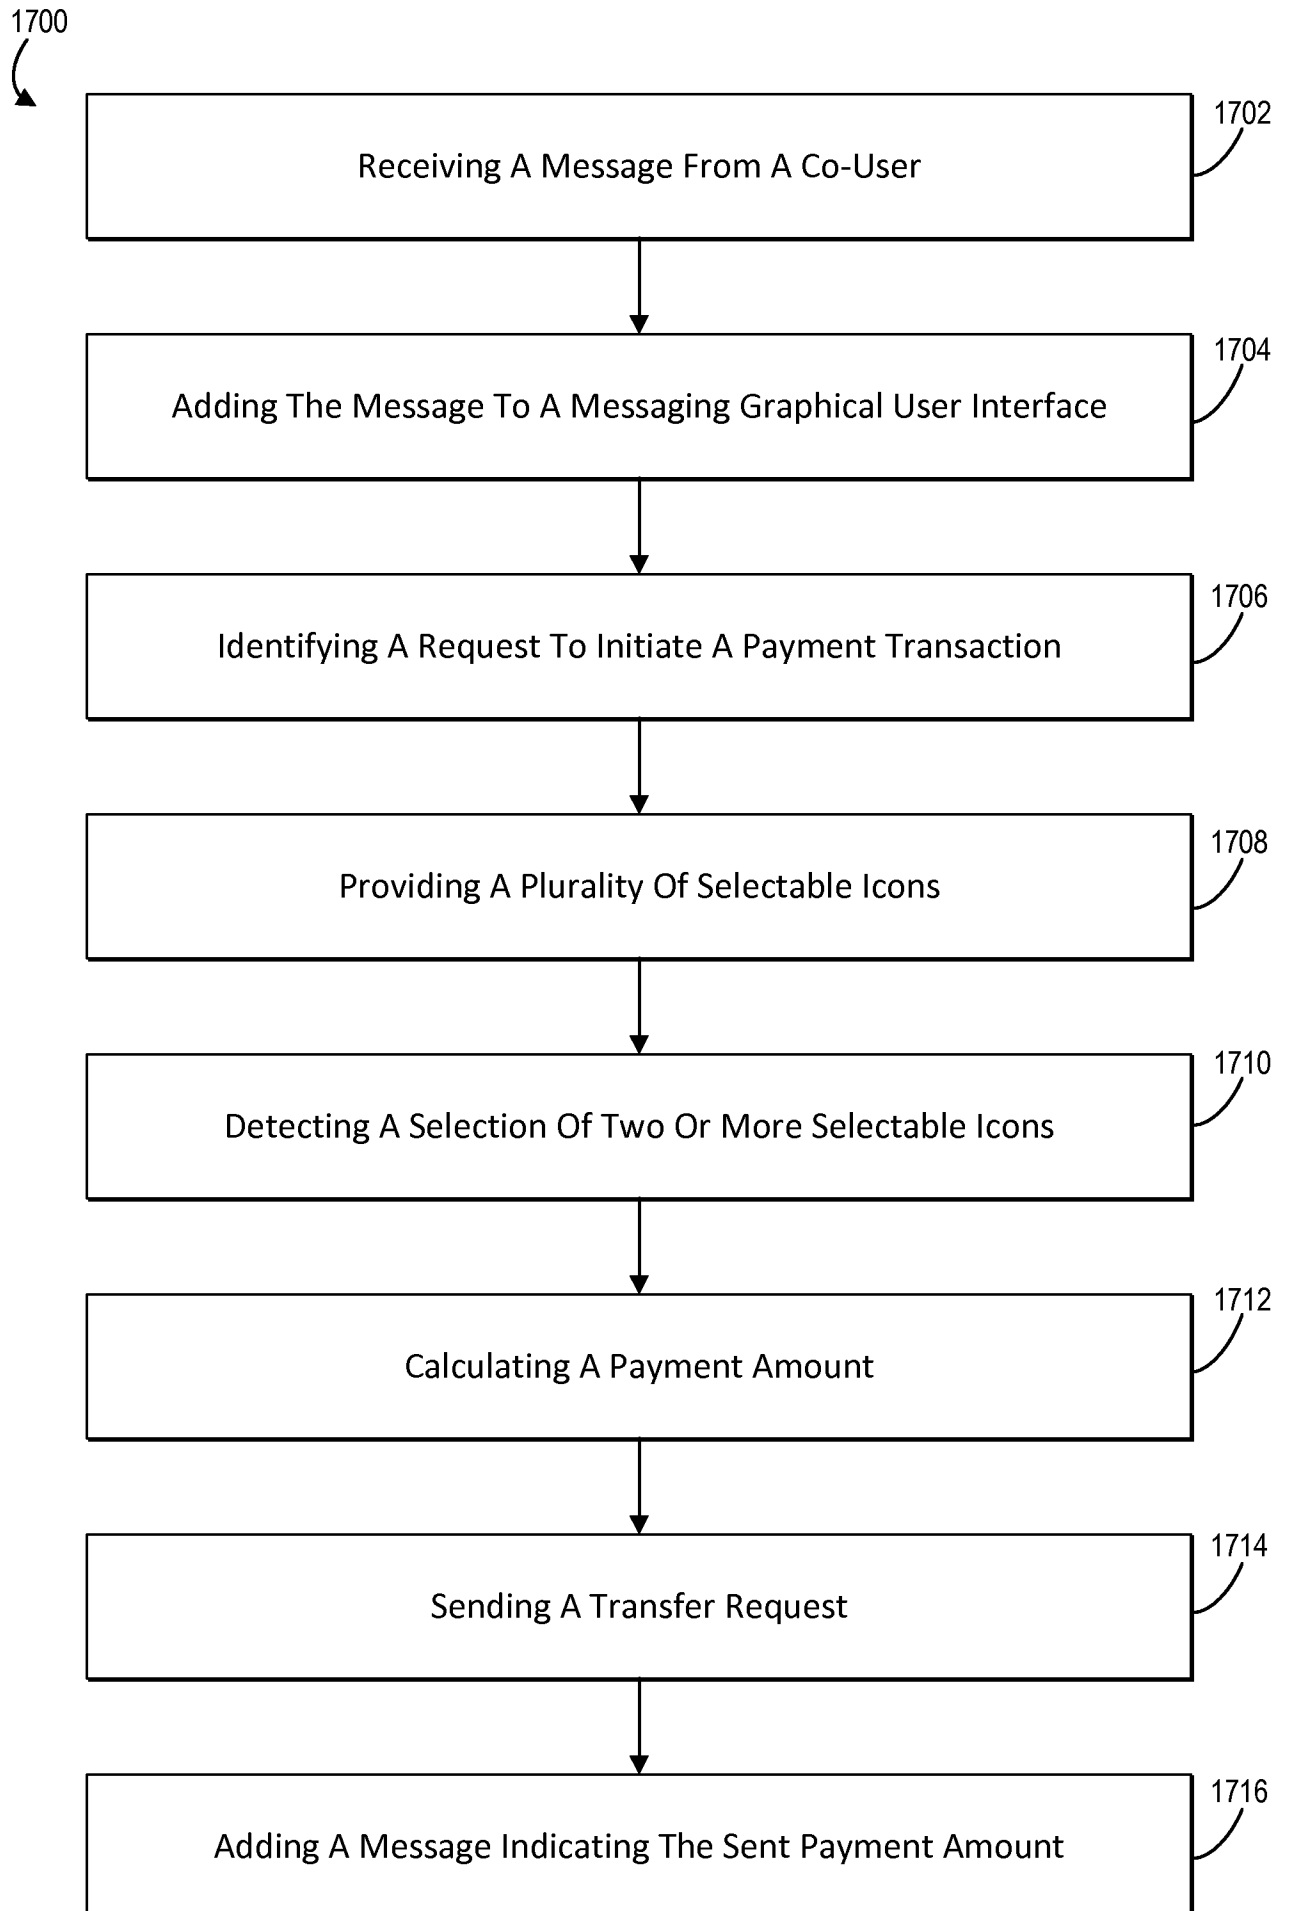 1700
1702
Receiving A Message From A Co-User
1704
Adding The Message To A Messaging Graphical User Interface
1706
Identifying A Request To Initiate A Payment Transaction
1708
Providing A Plurality Of Selectable Icons
1710
Detecting A Selection Of Two Or More Selectable Icons
1712
Calculating A Payment Amount
1714
Sending A Transfer Request
1716
Adding A Message Indicating The Sent Payment Amount